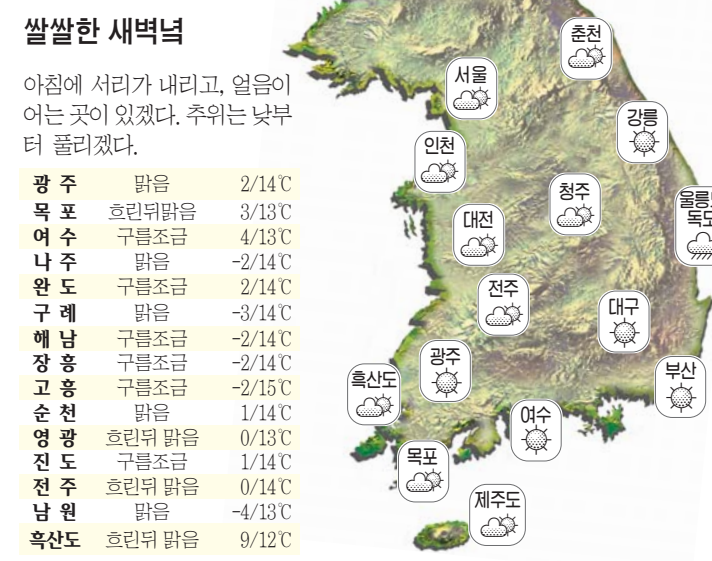 쌀쌀한 새벽녘
아침에 서리가 내리고, 얼음이
어는 곳이 있겠다. 추위는 낮부
터 풀리겠다.
광 주 맑음 2/14℃
목 포 흐린뒤맑음 3/13℃
여 수 구름조금 4/13℃
나 주 맑음 -2/14℃
완 도 구름조금 2/14℃
구 례 맑음 -3/14℃
해 남 구름조금 -2/14℃
장 흥 구름조금 -2/14℃
고 흥 구름조금 -2/15℃
순 천 맑음 1/14℃
영 광 흐린뒤 맑음 0/13℃
진 도 구름조금 1/14℃
전 주 흐린뒤 맑음 0/14℃
남 원 맑음 -4/13℃
흑산도 흐린뒤 맑음 9/12℃
춘천
서울
강릉
인천
청주
울릉도
독도
대전
전주
대구
광주
부산
흑산도
여수
목포
제주도